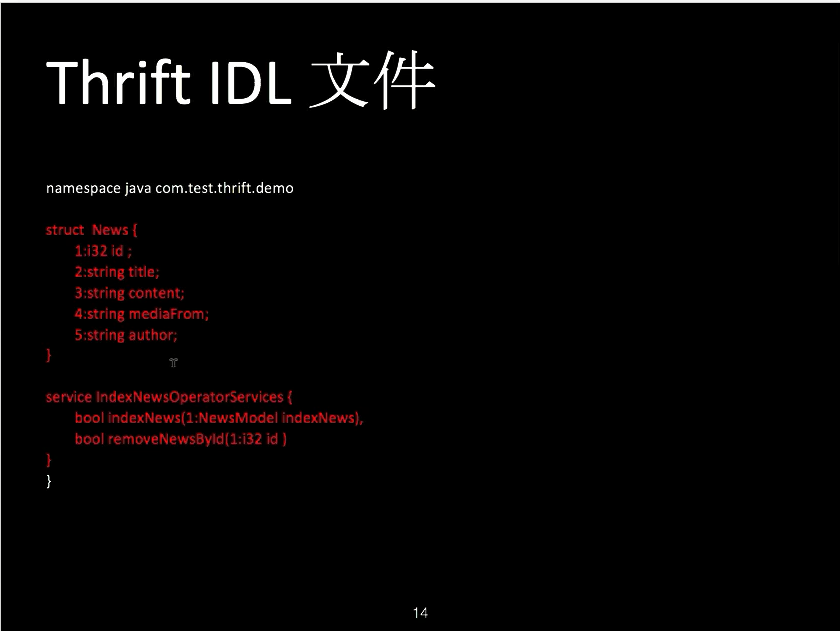 Thrift IDL 文件
namespace java com.test.thrift.demo
struct  News {
1:i32 id ;
2:string title;
3:string content;
4:string mediaFrom;
5:string author;
}
service IndexNewsOperatorServices {
bool indexNews(1:NewsModel indexNews),
bool removeNewsById(1:i32 id )
}
}
14